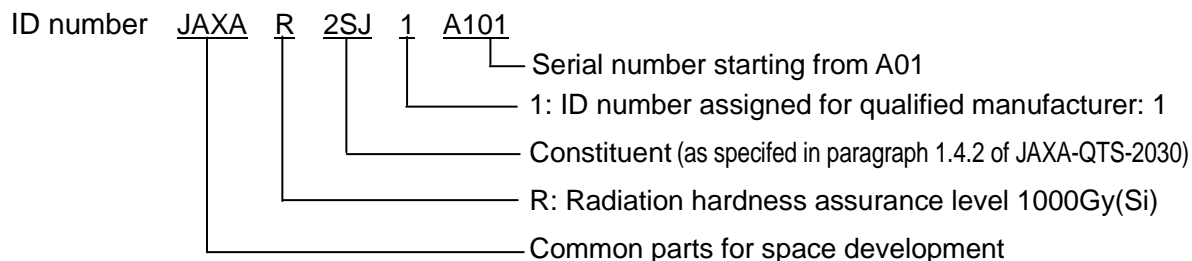 ID number JAXA R 2SJ 1 A101
Serial number starting from A01
1: ID number assigned for qualified manufacturer: 1
Constituent (as specifed in paragraph 1.4.2 of JAXA-QTS-2030)
R: Radiation hardness assurance level 1000Gy(Si)
Common parts for space development